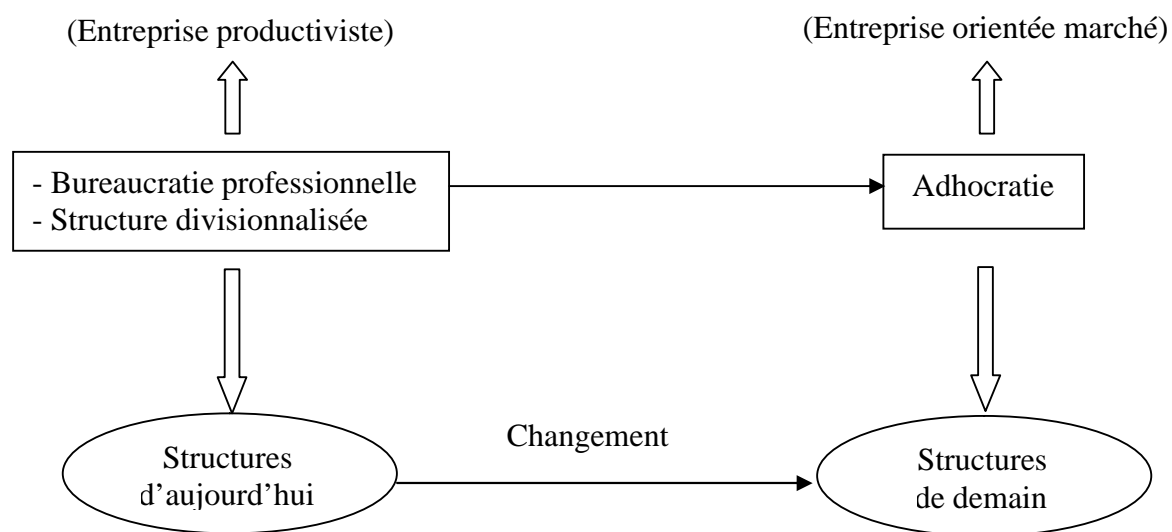 (Entreprise productiviste)
(Entreprise orientée marché)
- Bureaucratie professionnelle
- Structure divisionnalisée
Adhocratie
Changement
Structures
d’aujourd’hui
Structures
de demain